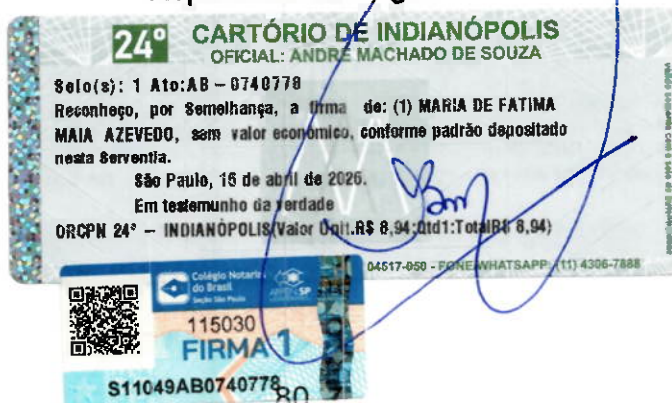 24º CARTÓRIO DE INDIANÓPOLIS
OFICIAL: ANDRE MACHADO DE SOUZA
Selo(s): 1 Ato:AB – 0740778
Reconheço, por Semelhança, a firma de: (1) MARIA DE FATIMA
MAIA AZEVEDO, sem valor econômico, conforme padrão depositado
nesta Serventia.
São Paulo, 15 de abril de 2026.
Em testemunho da verdade
ORCPN 24º – INDIANÓPOLIS(Valor Unit.R$ 8,94:Qtd1:TotalR$ 8,94)
04517-050 - FONE/WHATSAPP: (11) 4306-7888
Colégio Notarial
do Brasil
Seção São Paulo
115030
FIRMA 1
S11049AB0740778